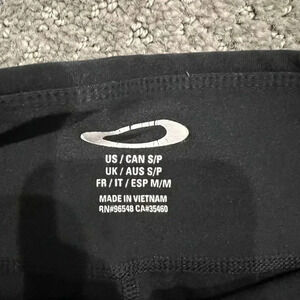 US / CAN S/P
UK / AUS S/P
FR / IT / ESP M/M
MADE IN VIETNAM
RN#96548 CA#35460